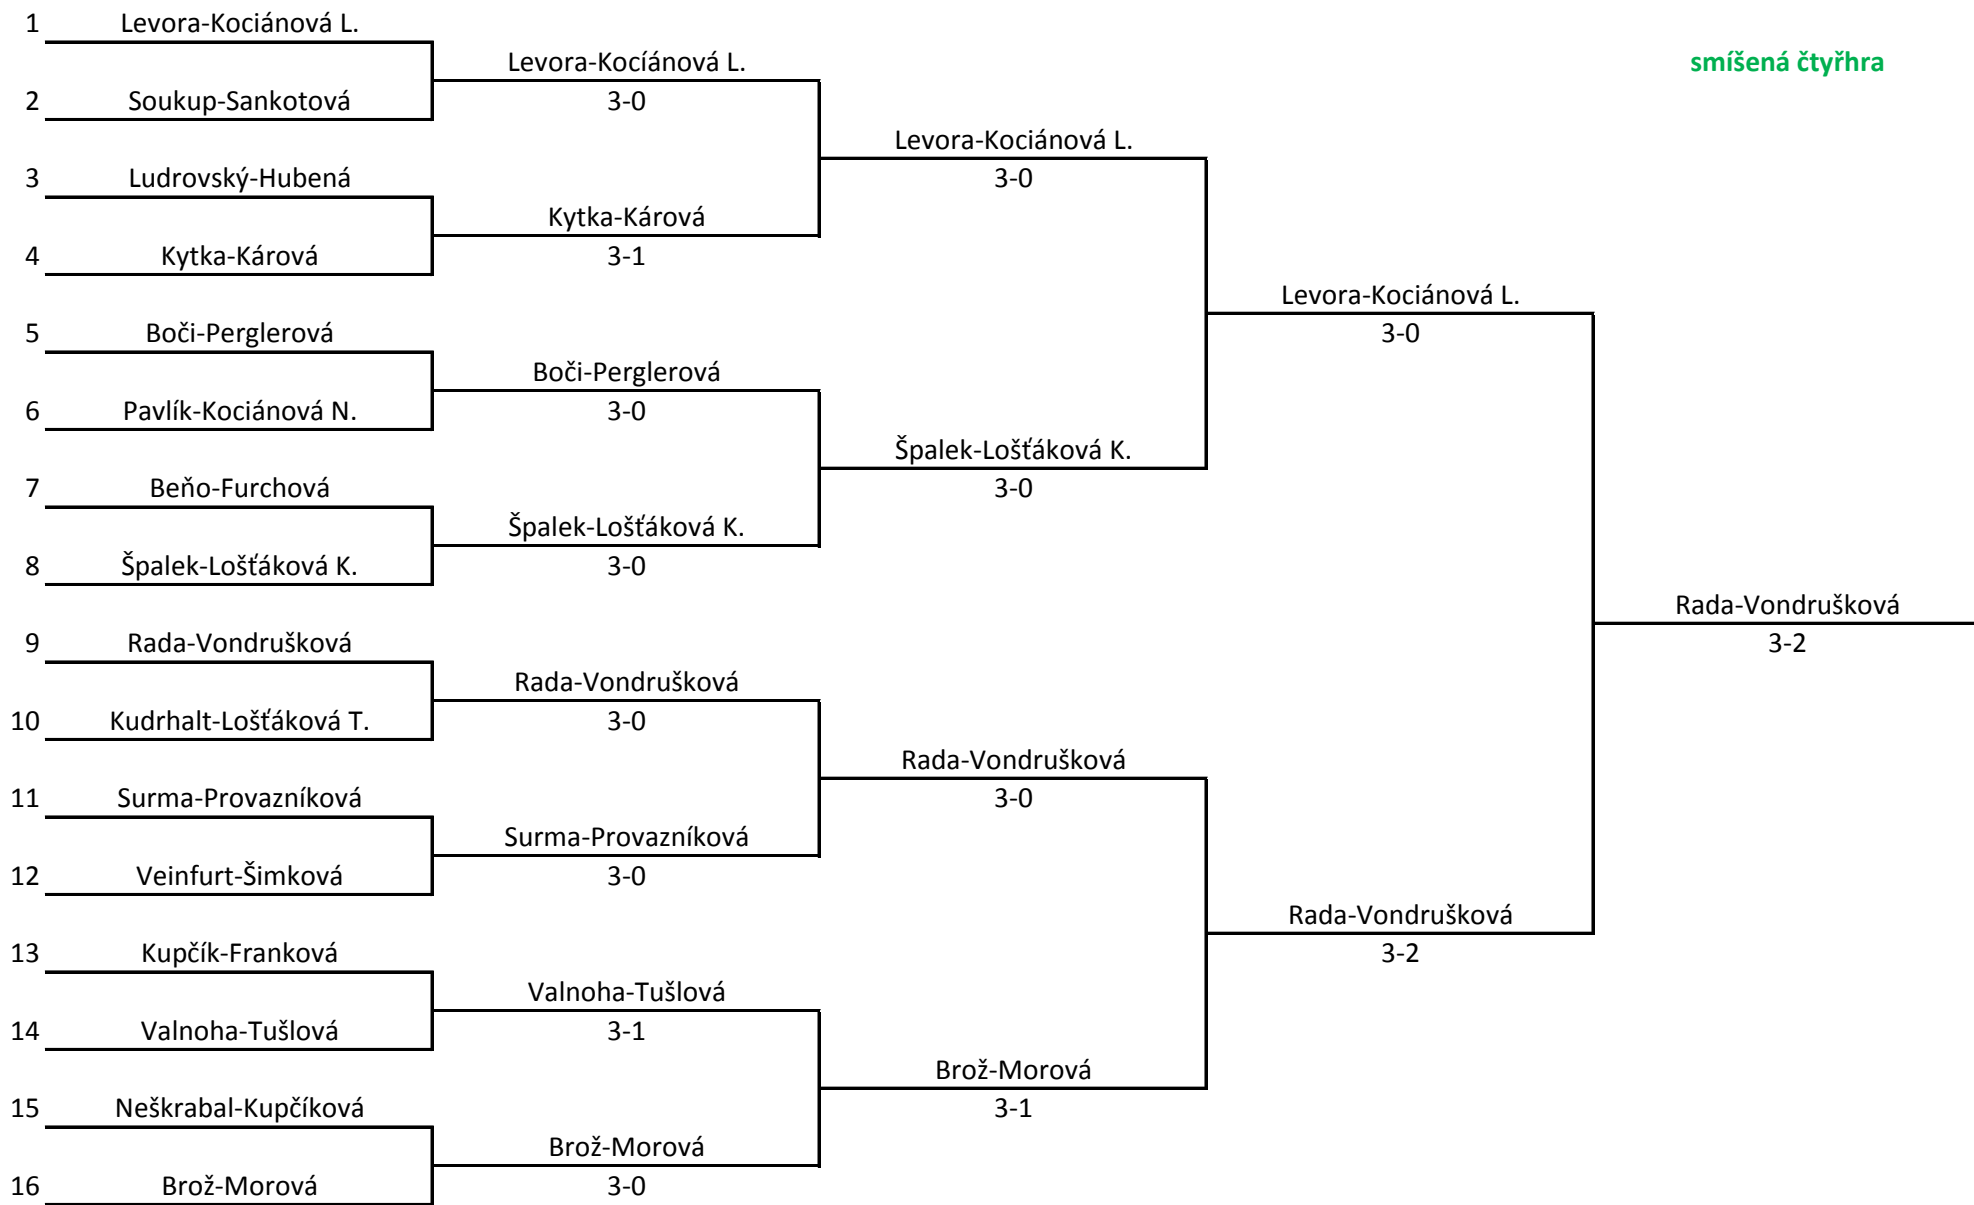 1 Levora-Kociánová L.
Levora-Kocíánová L.
smíšená čtyřhra
2 Soukup-Sankotová
3-0
Levora-Kociánová L.
3 Ludrovský-Hubená
3-0
Kytka-Kárová
4 Kytka-Kárová
3-1
Levora-Kociánová L.
5 Boči-Perglerová
3-0
Boči-Perglerová
6 Pavlík-Kociánová N.
3-0
Špalek-Lošťáková K.
7 Beňo-Furchová
3-0
Špalek-Lošťáková K.
8 Špalek-Lošťáková K.
3-0
Rada-Vondrušková
9 Rada-Vondrušková
3-2
Rada-Vondrušková
10 Kudrhalt-Lošťáková T.
3-0
Rada-Vondrušková
11 Surma-Provazníková
3-0
Surma-Provazníková
12 Veinfurt-Šimková
3-0
Rada-Vondrušková
13 Kupčík-Franková
3-2
Valnoha-Tušlová
14 Valnoha-Tušlová
3-1
Brož-Morová
15 Neškrabal-Kupčíková
3-1
Brož-Morová
16 Brož-Morová
3-0